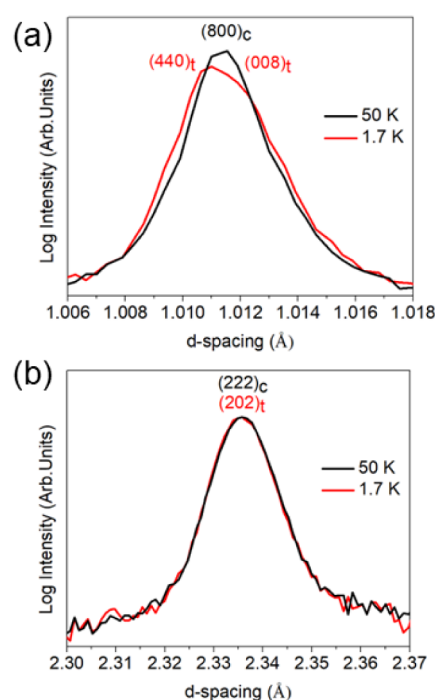 (a)
(800)c
(440)t (008)t
50 K
1.7 K
Log Intensity (Arb.Units)
1.006 1.008 1.010 1.012 1.014 1.016 1.018
d-spacing (Å)
(b)
(222)c
(202)t
50 K
1.7 K
Log Intensity (Arb.Units)
2.30 2.31 2.32 2.33 2.34 2.35 2.36 2.37
d-spacing (Å)